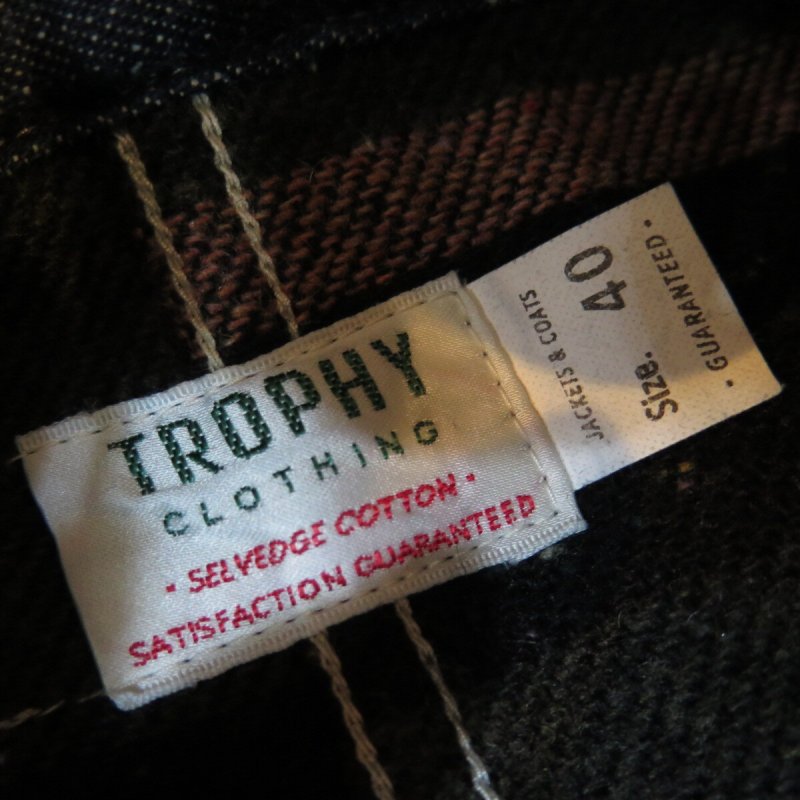 TROPHY
CLOTHING
· SELVEDGE COTTON ·
SATISFACTION GUARANTEED
JACKETS & COATS
Size. 40
· GUARANTEED ·